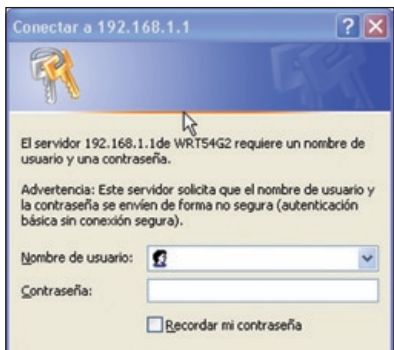 Conectar a 192.168.1.1
El servidor 192.168.1.1de WRT54G2 requiere un nombre de
usuario y una contraseña.
Advertencia: Este servidor solicita que el nombre de usuario y
la contraseña se envíen de forma no segura (autenticación
básica sin conexión segura).
Nombre de usuario:
Contraseña:
Recordar mi contraseña